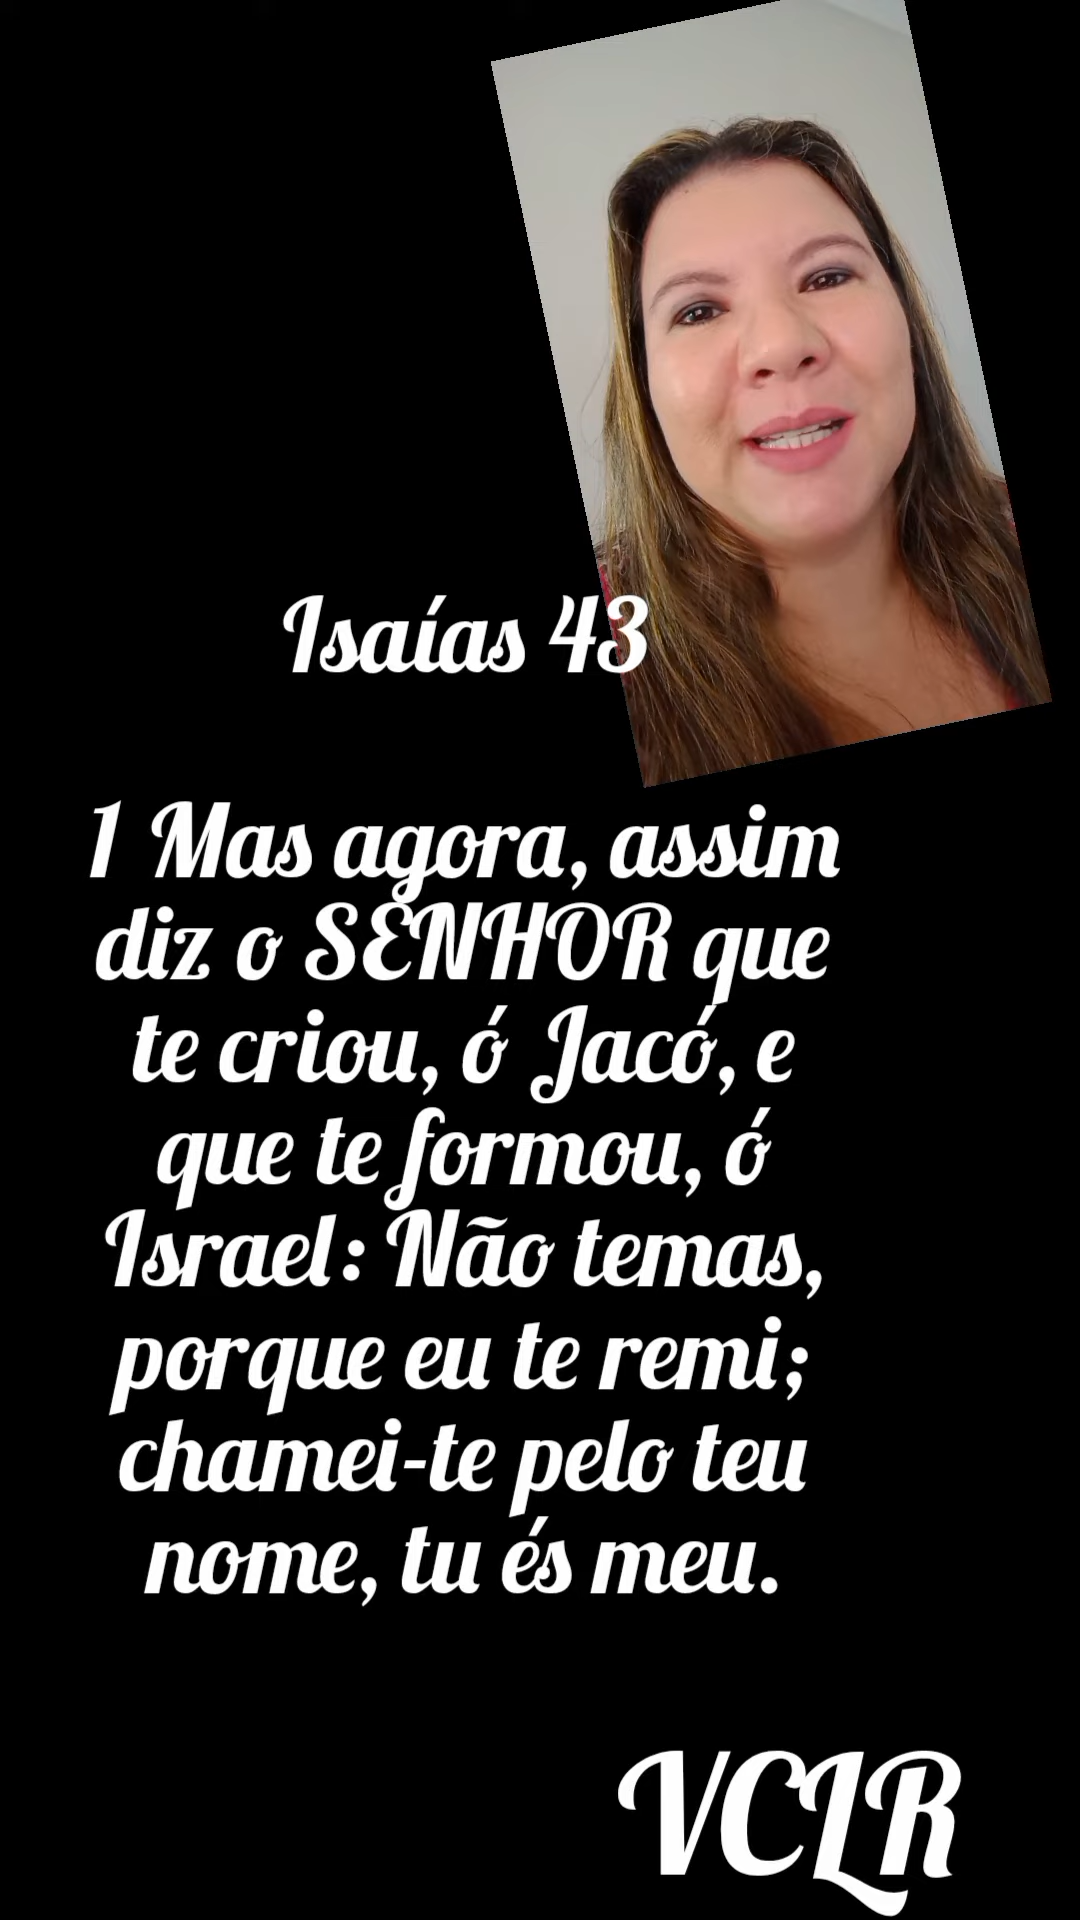 Isaías 43
1 Mas agora, assim
diz o SENHOR que
te criou, ó Jacó, e
que te formou, ó
Israel: Não temas,
porque eu te remi;
chamei-te pelo teu
nome, tu és meu.
VCLR